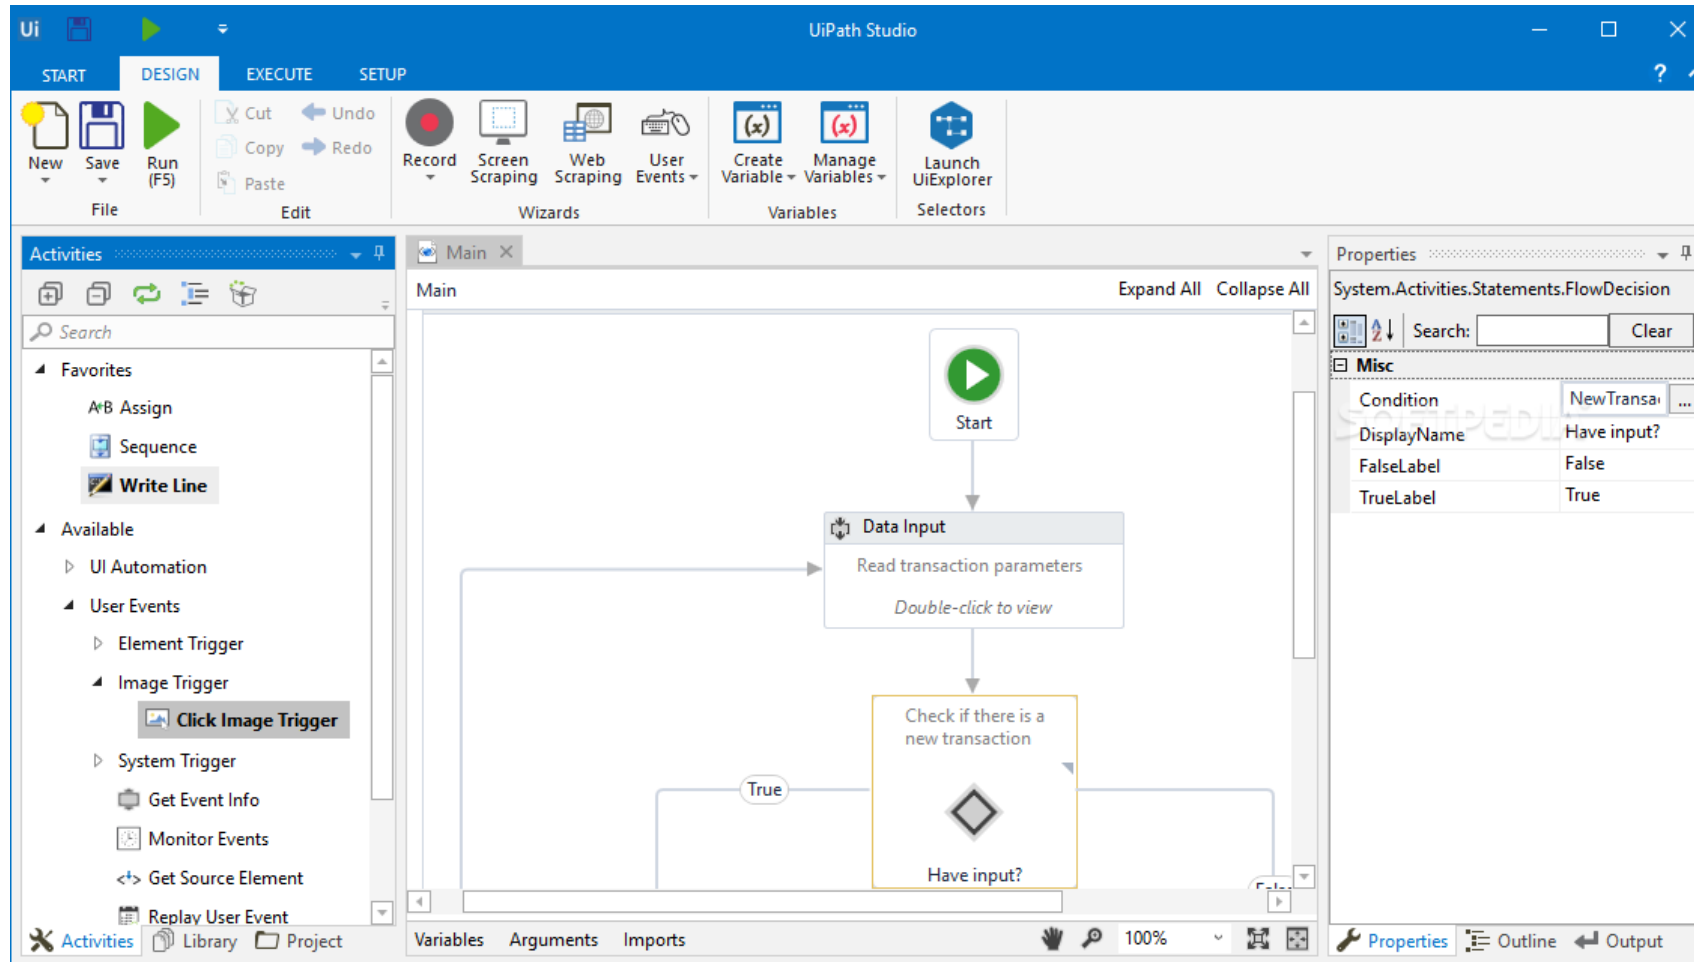 Ui
UiPath Studio
START DESIGN EXECUTE SETUP ?
New Save Run (F5)
Cut Undo
Copy Redo
Paste
Record Screen Scraping Web Scraping User Events
Create Variable Manage Variables
Launch UiExplorer
File Edit Wizards Variables Selectors
Activities
Search
Favorites
A+B Assign
Sequence
Write Line
Available
UI Automation
User Events
Element Trigger
Image Trigger
Click Image Trigger
System Trigger
Get Event Info
Monitor Events
Get Source Element
Replay User Event
Activities Library Project
Main
Main Expand All Collapse All
Start
Data Input
Read transaction parameters
Double-click to view
Check if there is a
new transaction
True
Have input?
Variables Arguments Imports 100%
Properties
System.Activities.Statements.FlowDecision
Search: Clear
Misc
Condition NewTransa ...
SOFTPEDIA
DisplayName Have input?
FalseLabel False
TrueLabel True
Properties Outline Output